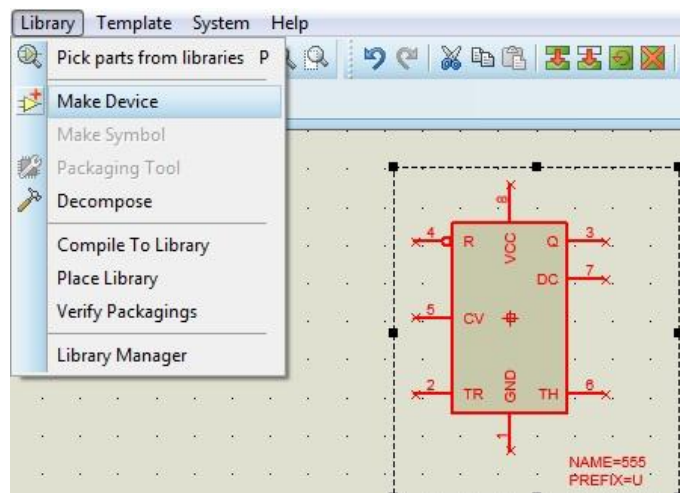 Library Template System Help
Pick parts from libraries P
Make Device
Make Symbol
Packaging Tool
Decompose
Compile To Library
Place Library
Verify Packagings
Library Manager
8
4 R VCC Q 3
DC 7
5 CV
2 TR GND TH 6
1
NAME=555
PREFIX=U